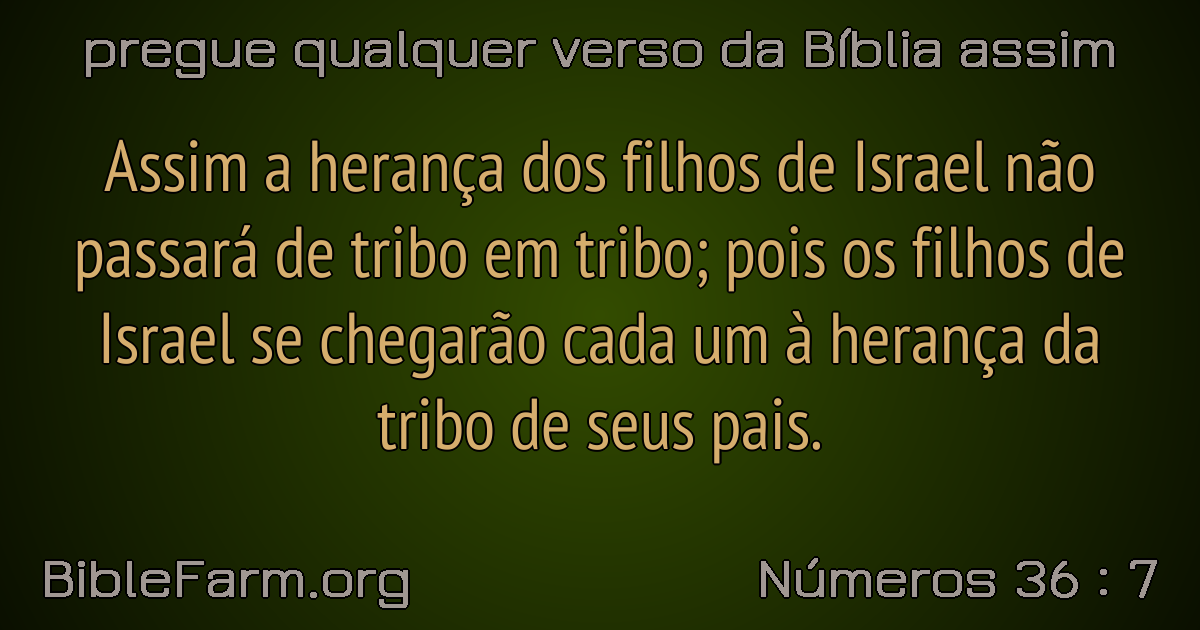 pregue qualquer verso da Bíblia assim
Assim a herança dos filhos de Israel não
passará de tribo em tribo; pois os filhos de
Israel se chegarão cada um à herança da
tribo de seus pais.
BibleFarm.org
Números 36 : 7